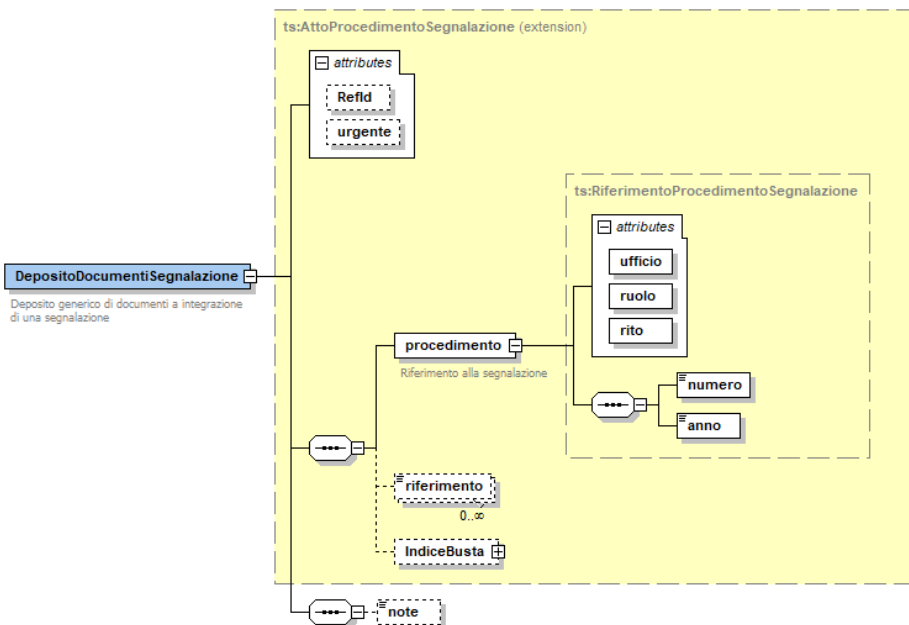 ts:AttoProcedimentoSegnalazione (extension)
attributes
RefId
urgente
ts:RiferimentoProcedimentoSegnalazione
attributes
ufficio
ruolo
rito
DepositoDocumentiSegnalazione
Deposito generico di documenti a integrazione
di una segnalazione
procedimento
Riferimento alla segnalazione
numero
anno
riferimento
0..∞
IndiceBusta
note